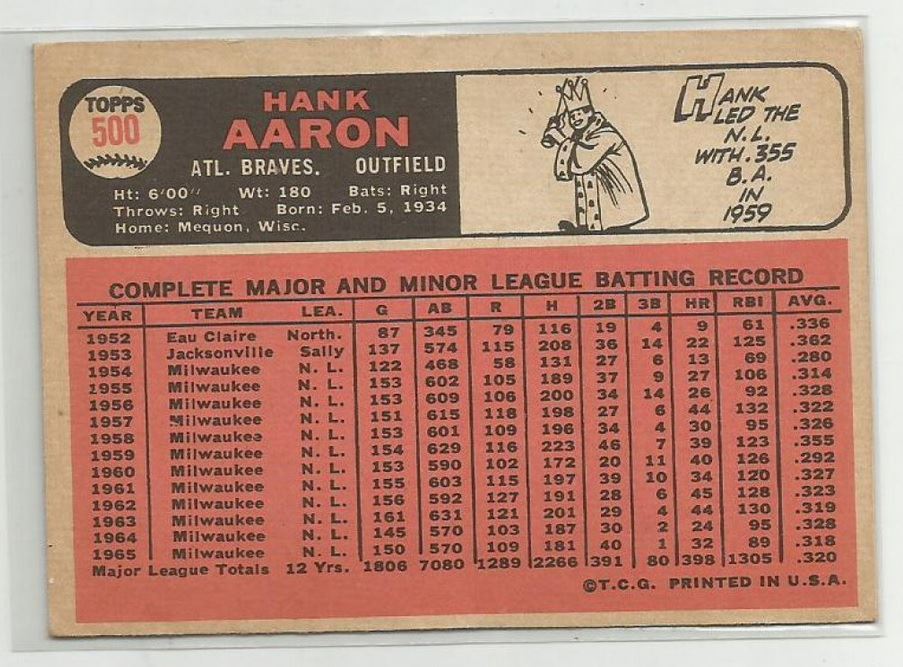 TOPPS
500
HANK
AARON
ATL. BRAVES. OUTFIELD
Ht: 6'00" Wt: 180 Bats: Right
Throws: Right Born: Feb. 5, 1934
Home: Mequon, Wisc.
HANK
LED THE
N.L.
WITH .355
B.A.
IN
1959
COMPLETE MAJOR AND MINOR LEAGUE BATTING RECORD
YEAR TEAM LEA. G AB R H 2B 3B HR RBI AVG.
1952 Eau Claire North. 87 345 79 116 19 4 9 61 .336
1953 Jacksonville Sally 137 574 115 208 36 14 22 125 .362
1954 Milwaukee N. L. 122 468 58 131 27 6 13 69 .280
1955 Milwaukee N. L. 153 602 105 189 37 9 27 106 .314
1956 Milwaukee N. L. 153 609 106 200 34 14 26 92 .328
1957 Milwaukee N. L. 151 615 118 198 27 6 44 132 .322
1958 Milwaukee N. L. 153 601 109 196 34 4 30 95 .326
1959 Milwaukee N. L. 154 629 116 223 46 7 39 123 .355
1960 Milwaukee N. L. 153 590 102 172 20 11 40 126 .292
1961 Milwaukee N. L. 155 603 115 197 39 10 34 120 .327
1962 Milwaukee N. L. 156 592 127 191 28 6 45 128 .323
1963 Milwaukee N. L. 161 631 121 201 29 4 44 130 .319
1964 Milwaukee N. L. 145 570 103 187 30 2 24 95 .328
1965 Milwaukee N. L. 150 570 109 181 40 1 32 89 .318
Major League Totals 12 Yrs. 1806 7080 1289 2266 391 80 398 1305 .320
©T.C.G. PRINTED IN U.S.A.